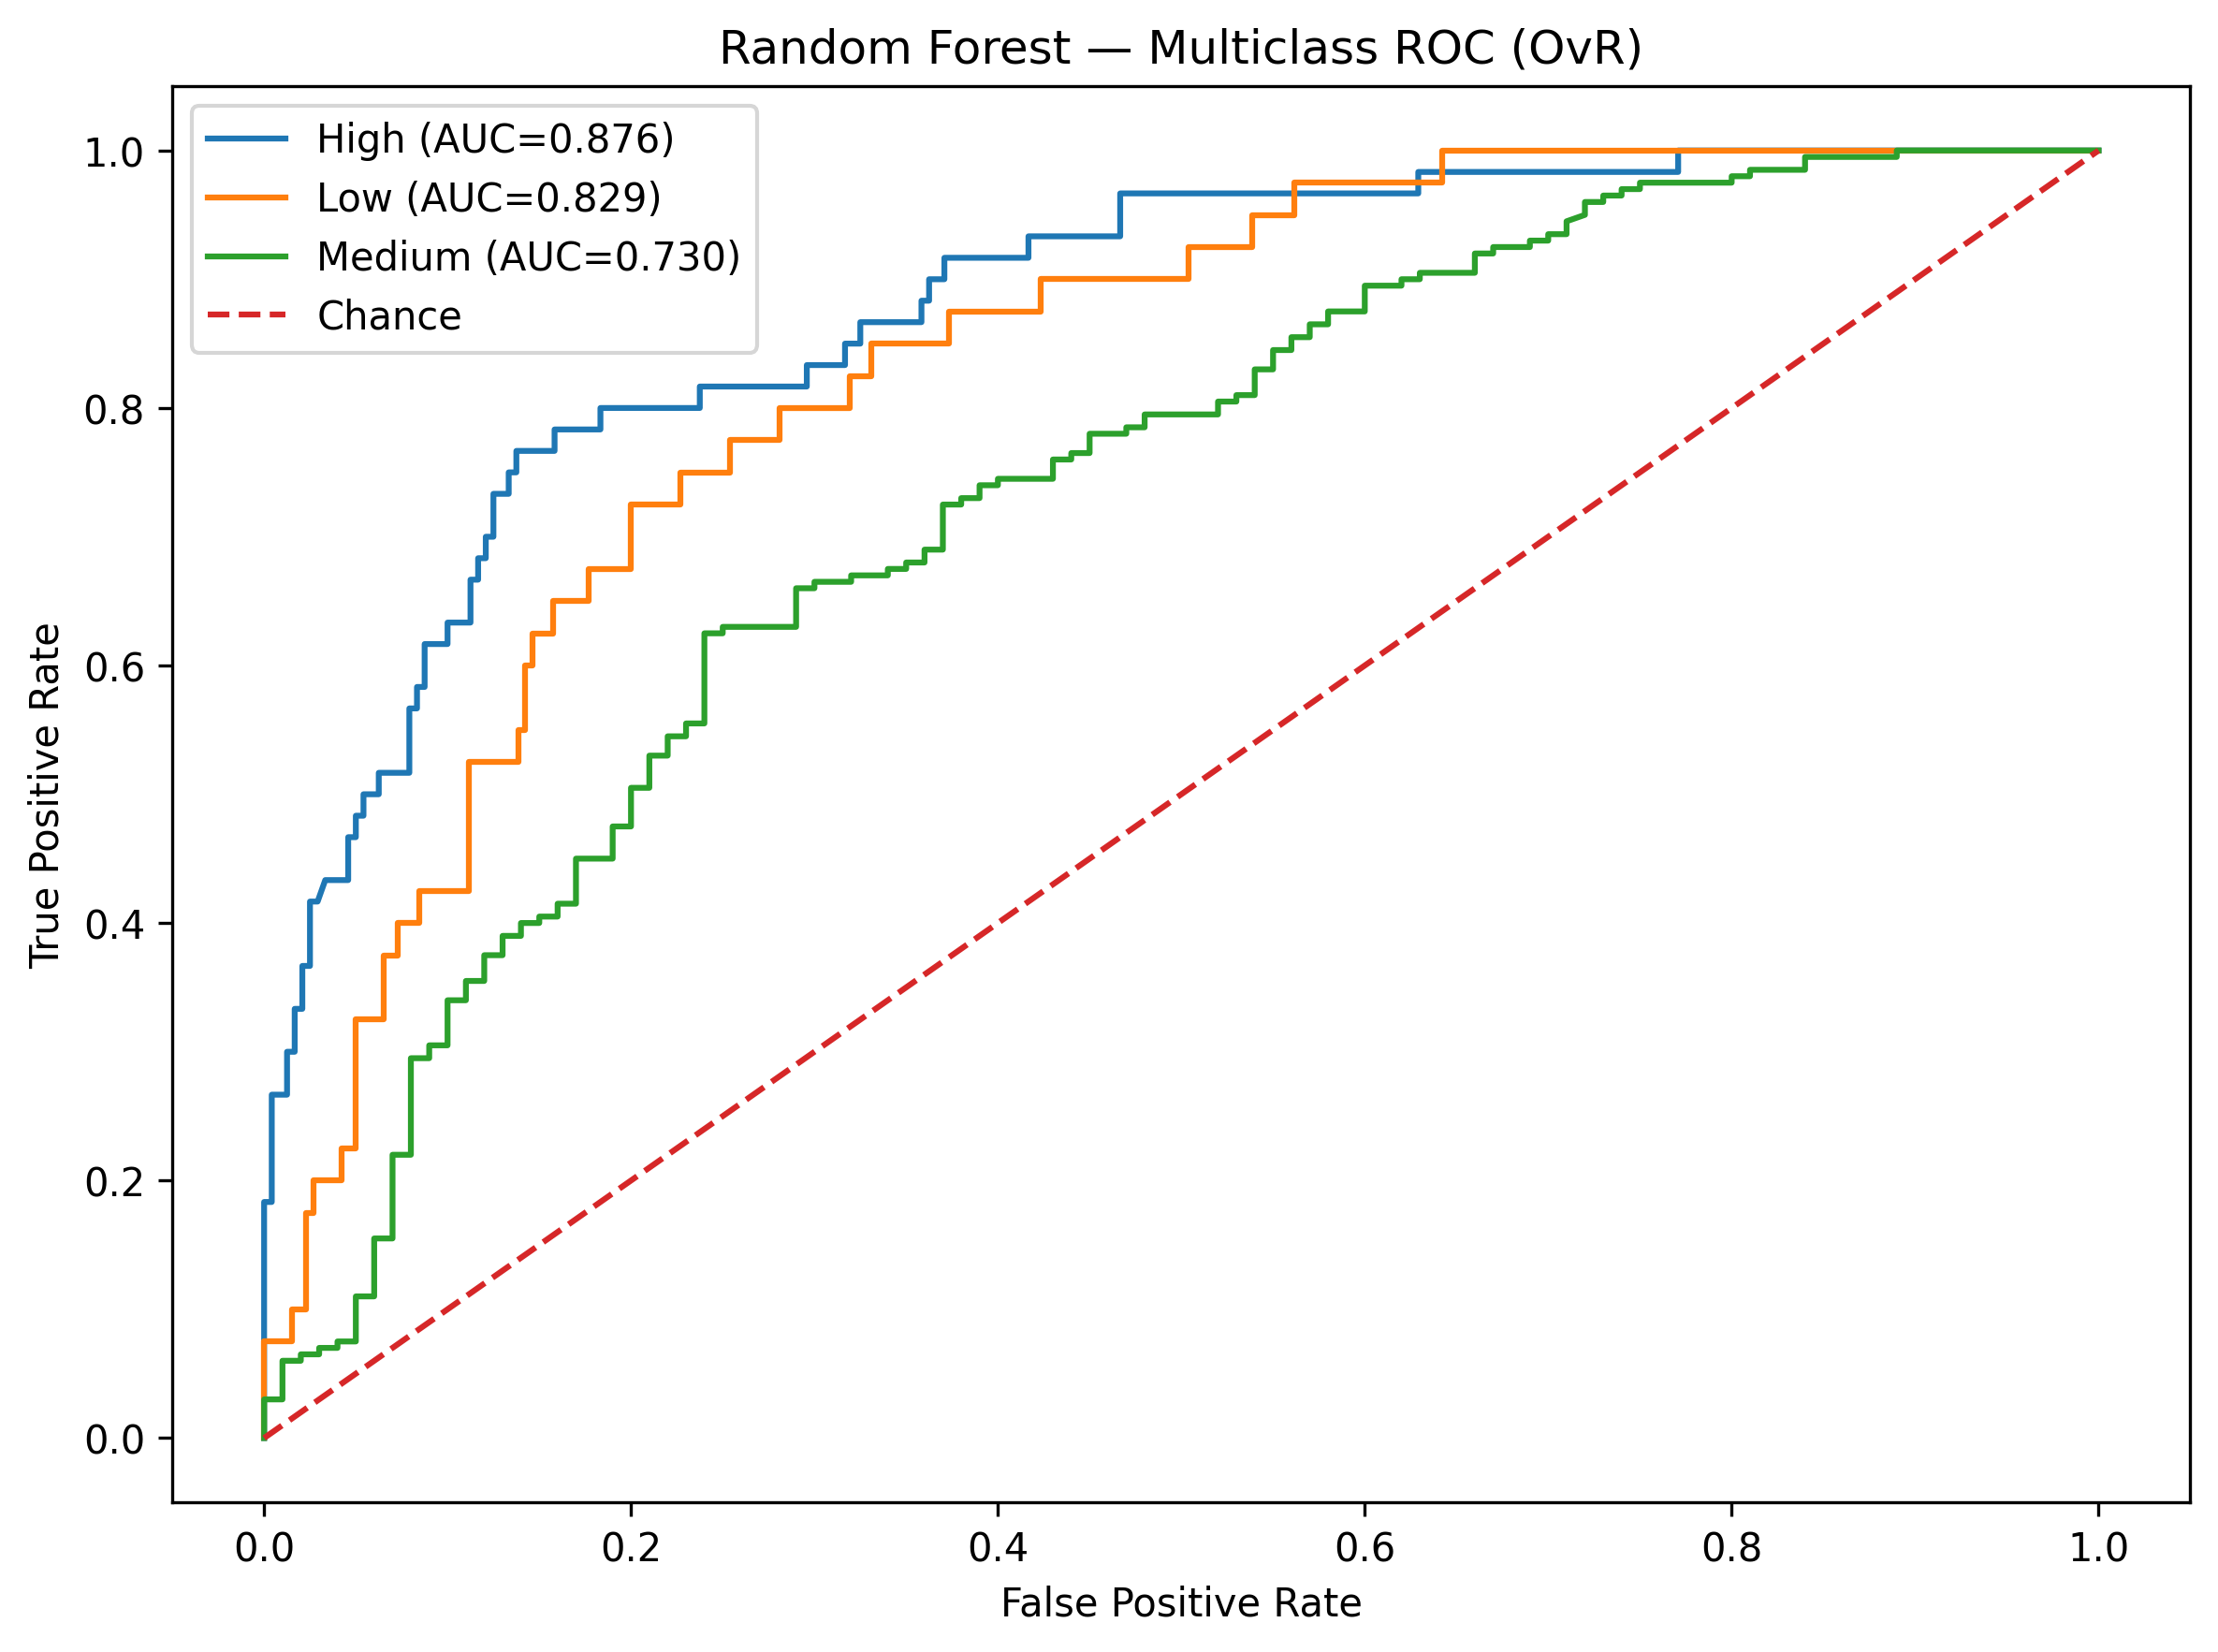 Random Forest — Multiclass ROC (OvR)
High (AUC=0.876)
Low (AUC=0.829)
Medium (AUC=0.730)
Chance
1.0
0.8
0.6
0.4
0.2
0.0
True Positive Rate
0.0 0.2 0.4 0.6 0.8 1.0
False Positive Rate